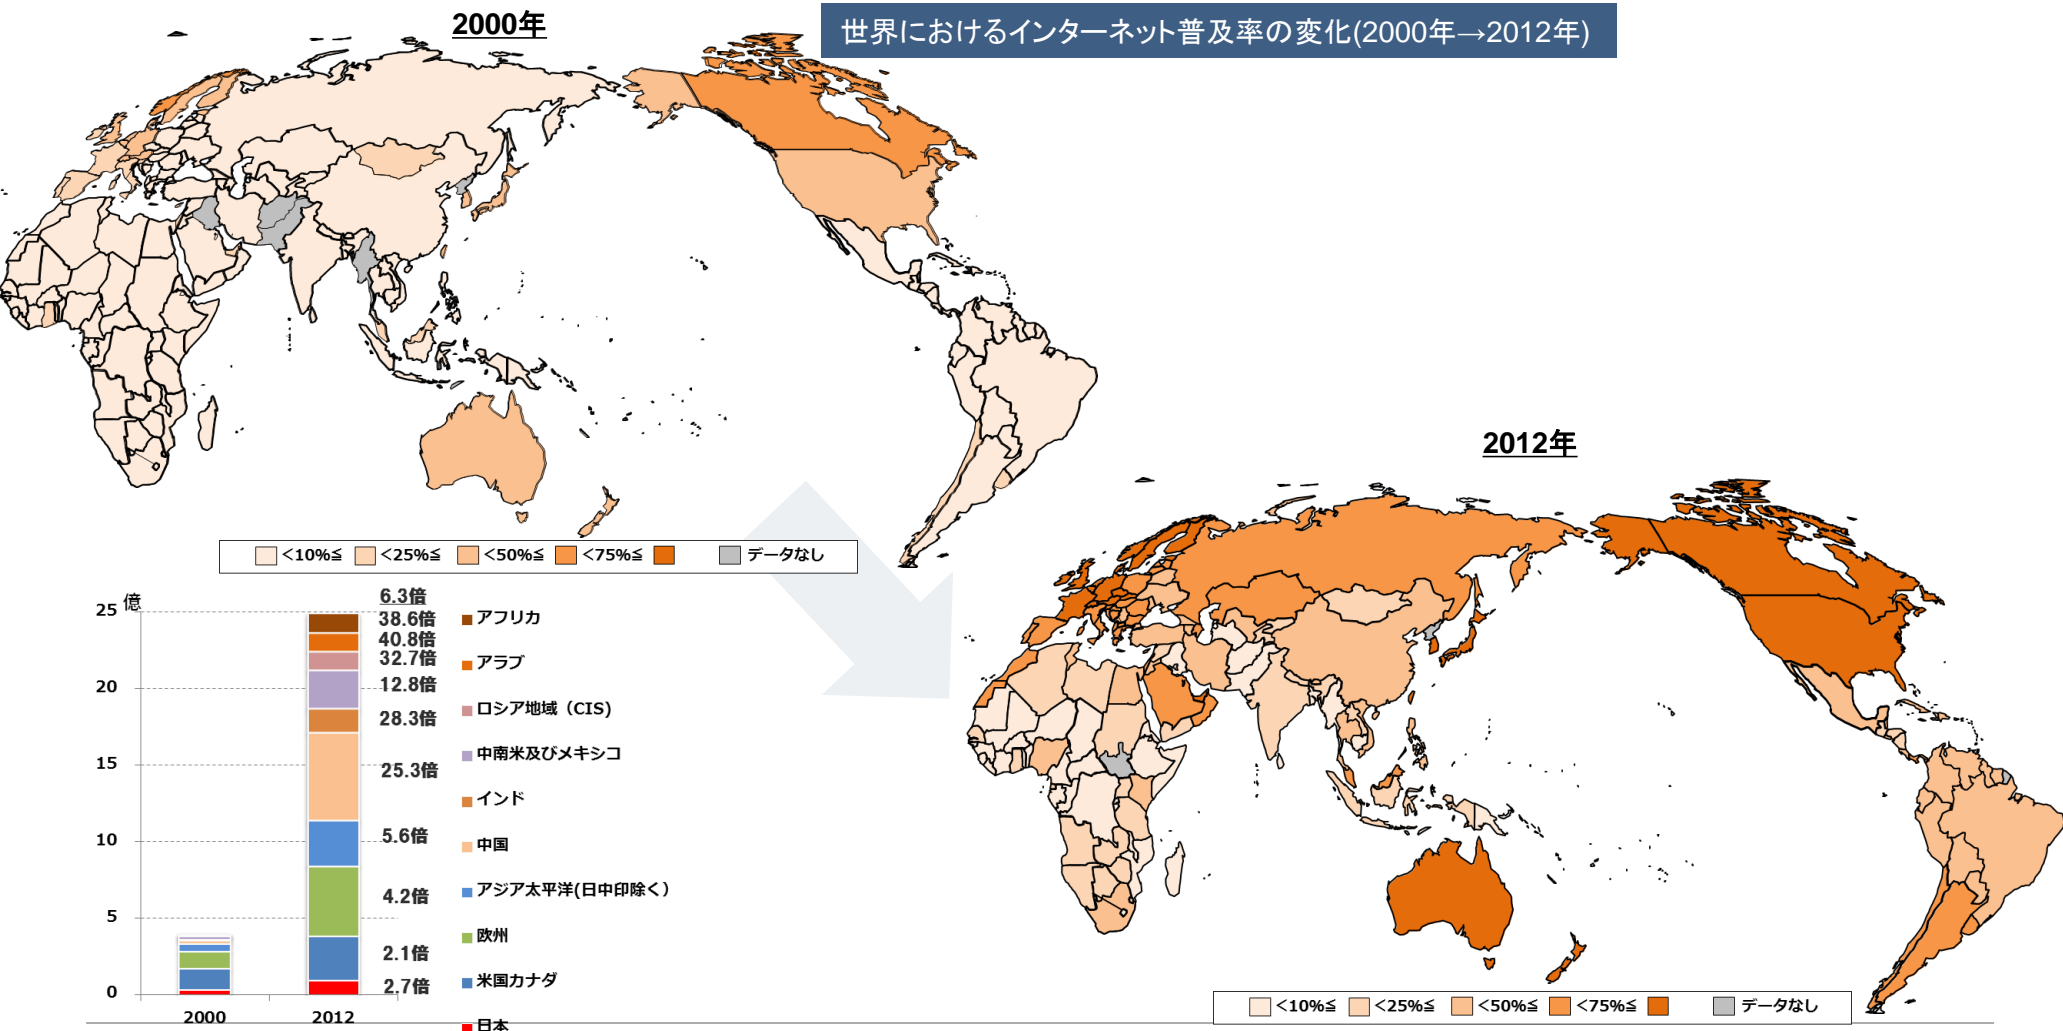 世界におけるインターネット普及率の変化(2000年→2012年)
2000年
<10%≦ <25%≦ <50%≦ <75%≦ データなし
2012年
<10%≦ <25%≦ <50%≦ <75%≦ データなし
億
25
20
15
10
5
0
2000
2012
6.3倍
38.6倍
40.8倍
32.7倍
12.8倍
28.3倍
25.3倍
5.6倍
4.2倍
2.1倍
2.7倍
アフリカ
アラブ
ロシア地域（CIS)
中南米及びメキシコ
インド
中国
アジア太平洋(日中印除く）
欧州
米国カナダ
日本